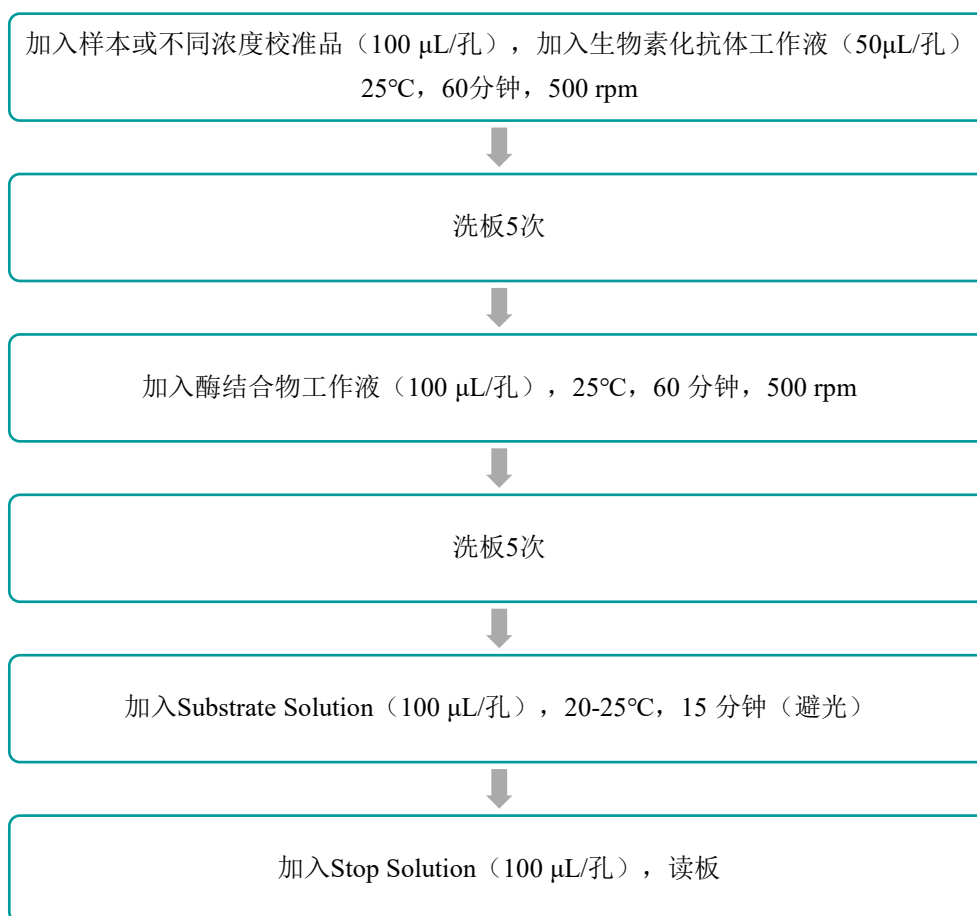 加入样本或不同浓度校准品（100 μL/孔），加入生物素化抗体工作液（50μL/孔）
25℃，60分钟，500 rpm
洗板5次
加入酶结合物工作液（100 μL/孔），25℃，60 分钟，500 rpm
洗板5次
加入Substrate Solution（100 μL/孔），20-25℃，15 分钟（避光）
加入Stop Solution（100 μL/孔），读板